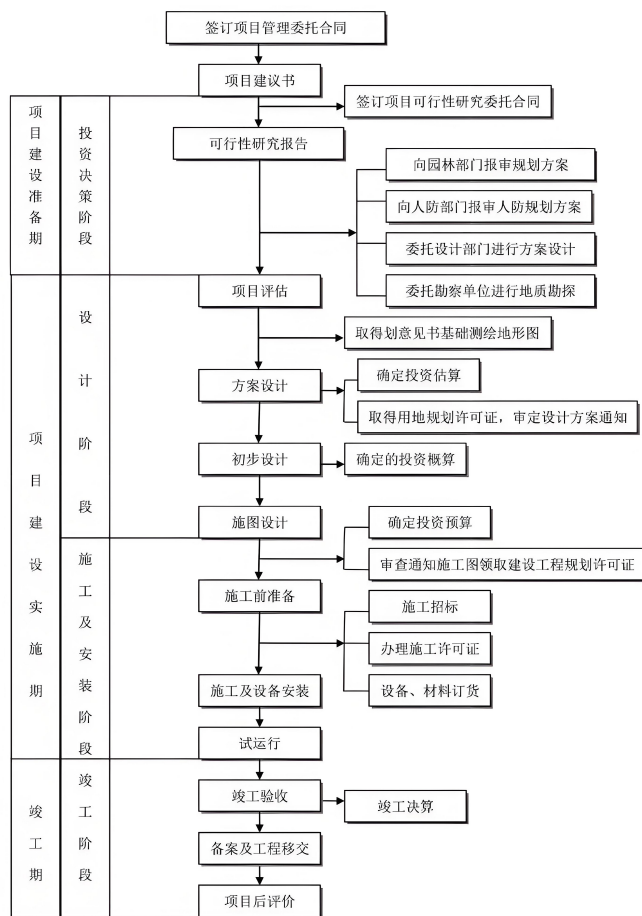 签订项目管理委托合同
项目建议书
签订项目可行性研究委托合同
项目建设准备期
投资决策阶段
可行性研究报告
向园林部门报审规划方案
向人防部门报审人防规划方案
委托设计部门进行方案设计
委托勘察单位进行地质勘探
项目评估
取得划意见书基础测绘地形图
项目建设实施期
设计阶段
方案设计
确定投资估算
取得用地规划许可证，审定设计方案通知
初步设计
确定的投资概算
施图设计
确定投资预算
审查通知施工图领取建设工程规划许可证
施工及安装阶段
施工前准备
施工招标
办理施工许可证
设备、材料订货
施工及设备安装
试运行
竣工期
竣工阶段
竣工验收
竣工决算
备案及工程移交
项目后评价